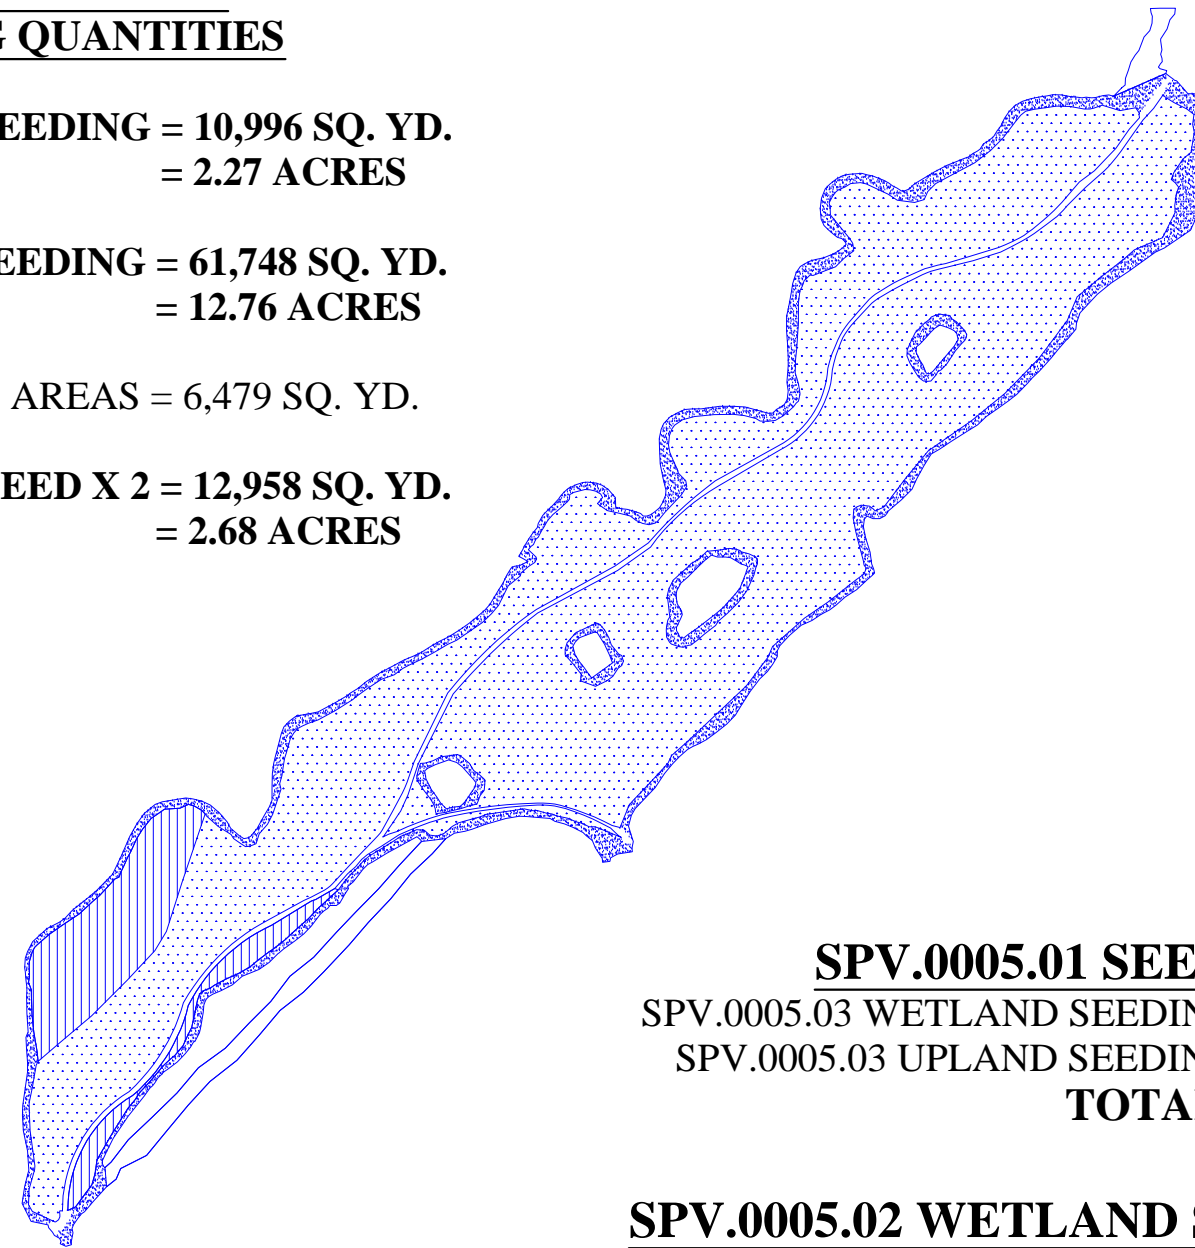 G QUANTITIES
EEDING = 10,996 SQ. YD.
= 2.27 ACRES
EEDING = 61,748 SQ. YD.
= 12.76 ACRES
AREAS = 6,479 SQ. YD.
EED X 2 = 12,958 SQ. YD.
= 2.68 ACRES
SPV.0005.01 SEE
SPV.0005.03 WETLAND SEEDIN
SPV.0005.03 UPLAND SEEDIN
TOTA
SPV.0005.02 WETLAND S